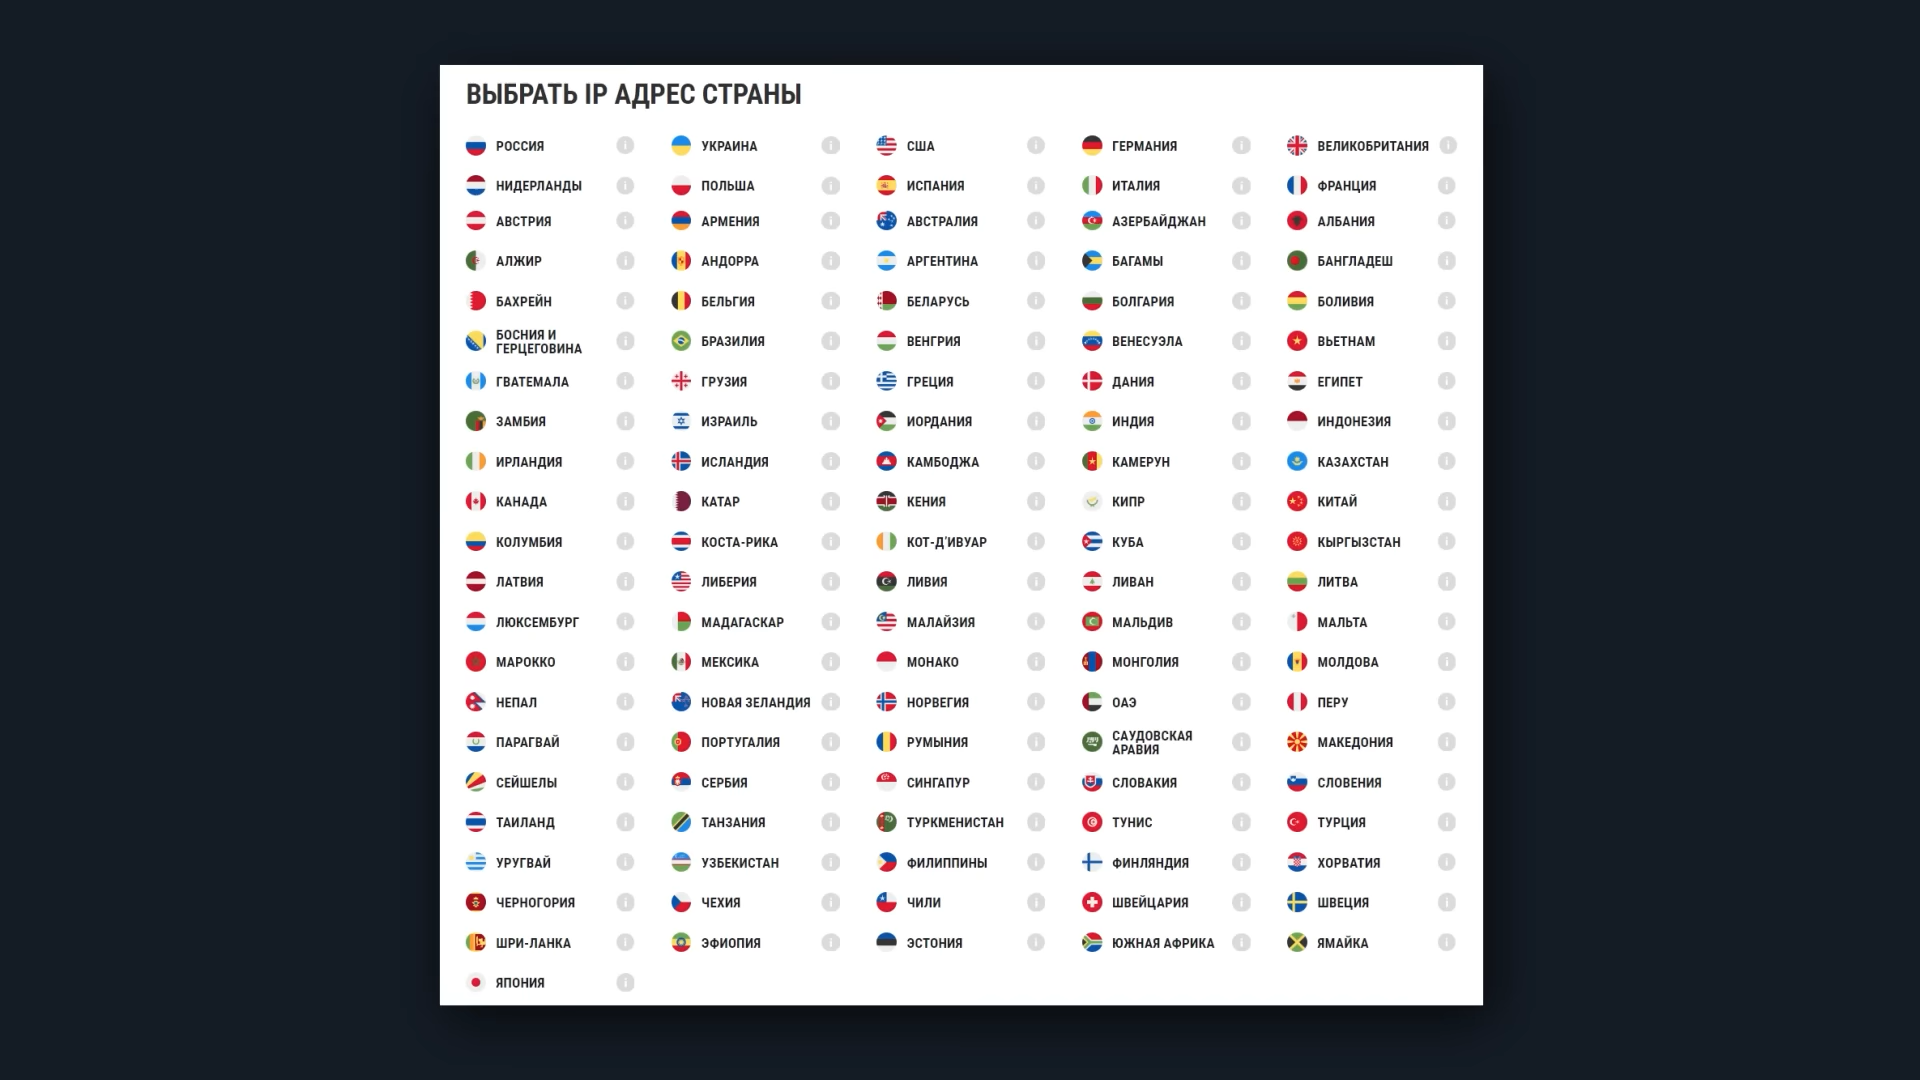 ВЫБРАТЬ IP АДРЕС СТРАНЫ
РОССИЯ УКРАИНА США ГЕРМАНИЯ ВЕЛИКОБРИТАНИЯ
НИДЕРЛАНДЫ ПОЛЬША ИСПАНИЯ ИТАЛИЯ ФРАНЦИЯ
АВСТРИЯ АРМЕНИЯ АВСТРАЛИЯ АЗЕРБАЙДЖАН АЛБАНИЯ
АЛЖИР АНДОРРА АРГЕНТИНА БАГАМЫ БАНГЛАДЕШ
БАХРЕЙН БЕЛЬГИЯ БЕЛАРУСЬ БОЛГАРИЯ БОЛИВИЯ
БОСНИЯ И
ГЕРЦЕГОВИНА БРАЗИЛИЯ ВЕНГРИЯ ВЕНЕСУЭЛА ВЬЕТНАМ
ГВАТЕМАЛА ГРУЗИЯ ГРЕЦИЯ ДАНИЯ ЕГИПЕТ
ЗАМБИЯ ИЗРАИЛЬ ИОРДАНИЯ ИНДИЯ ИНДОНЕЗИЯ
ИРЛАНДИЯ ИСЛАНДИЯ КАМБОДЖА КАМЕРУН КАЗАХСТАН
КАНАДА КАТАР КЕНИЯ КИПР КИТАЙ
КОЛУМБИЯ КОСТА-РИКА КОТ-Д'ИВУАР КУБА КЫРГЫЗСТАН
ЛАТВИЯ ЛИБЕРИЯ ЛИВИЯ ЛИВАН ЛИТВА
ЛЮКСЕМБУРГ МАДАГАСКАР МАЛАЙЗИЯ МАЛЬДИВ МАЛЬТА
МАРОККО МЕКСИКА МОНАКО МОНГОЛИЯ МОЛДОВА
НЕПАЛ НОВАЯ ЗЕЛАНДИЯ НОРВЕГИЯ ОАЭ ПЕРУ
ПАРАГВАЙ ПОРТУГАЛИЯ РУМЫНИЯ САУДОВСКАЯ
АРАВИЯ МАКЕДОНИЯ
СЕЙШЕЛЫ СЕРБИЯ СИНГАПУР СЛОВАКИЯ СЛОВЕНИЯ
ТАИЛАНД ТАНЗАНИЯ ТУРКМЕНИСТАН ТУНИС ТУРЦИЯ
УРУГВАЙ УЗБЕКИСТАН ФИЛИППИНЫ ФИНЛЯНДИЯ ХОРВАТИЯ
ЧЕРНОГОРИЯ ЧЕХИЯ ЧИЛИ ШВЕЙЦАРИЯ ШВЕЦИЯ
ШРИ-ЛАНКА ЭФИОПИЯ ЭСТОНИЯ ЮЖНАЯ АФРИКА ЯМАЙКА
ЯПОНИЯ